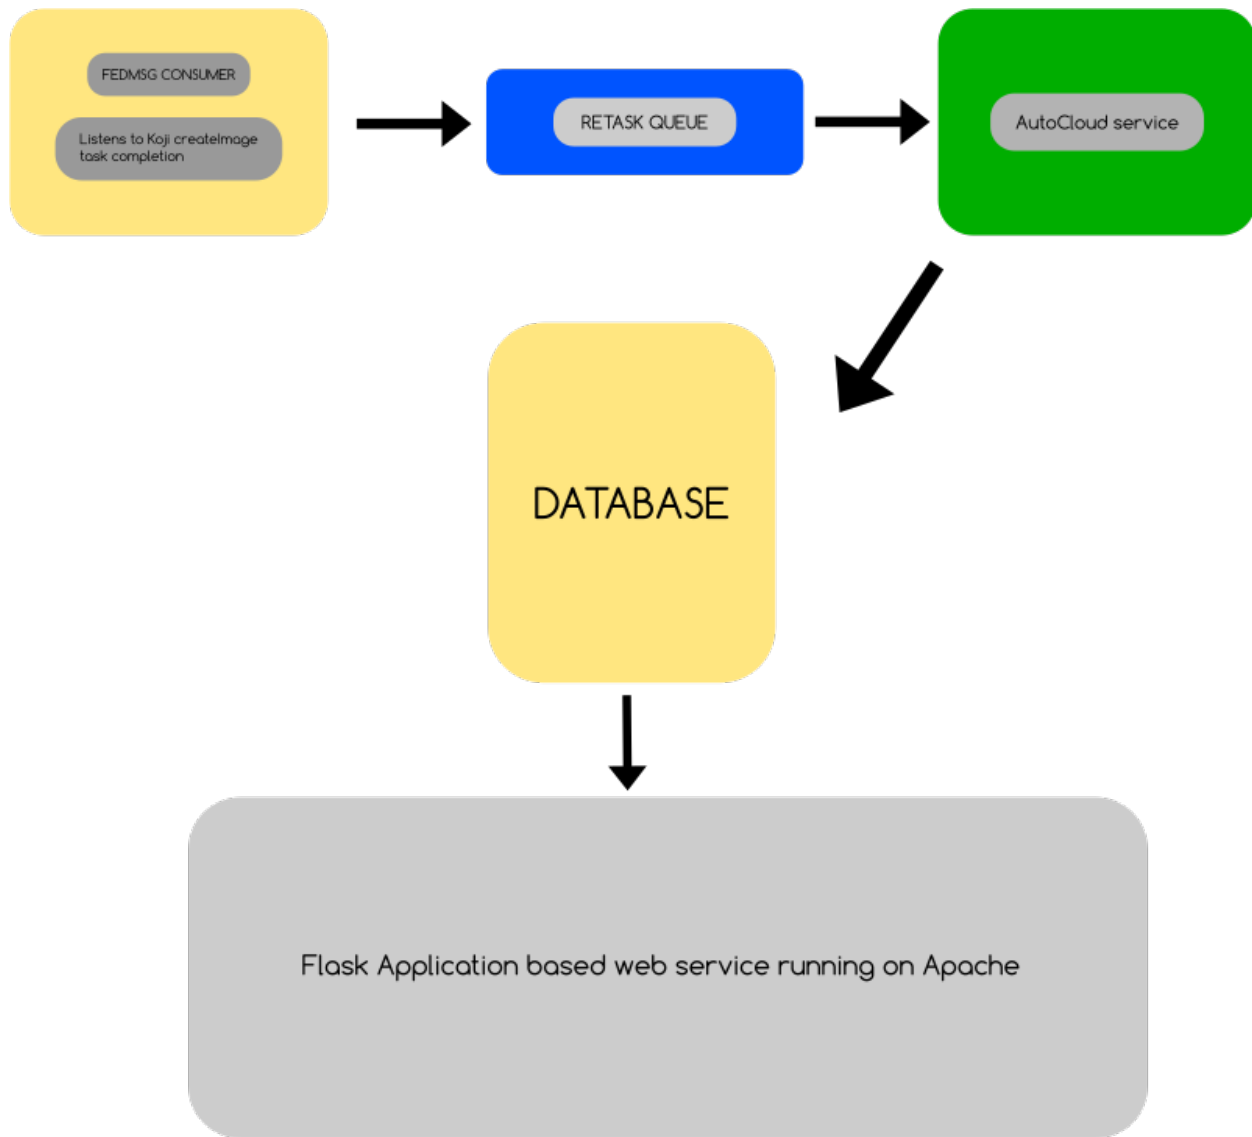 FEDMSG CONSUMER
Listens to Koji createImage
task completion
RETASK QUEUE
AutoCloud service
DATABASE
Flask Application based web service running on Apache